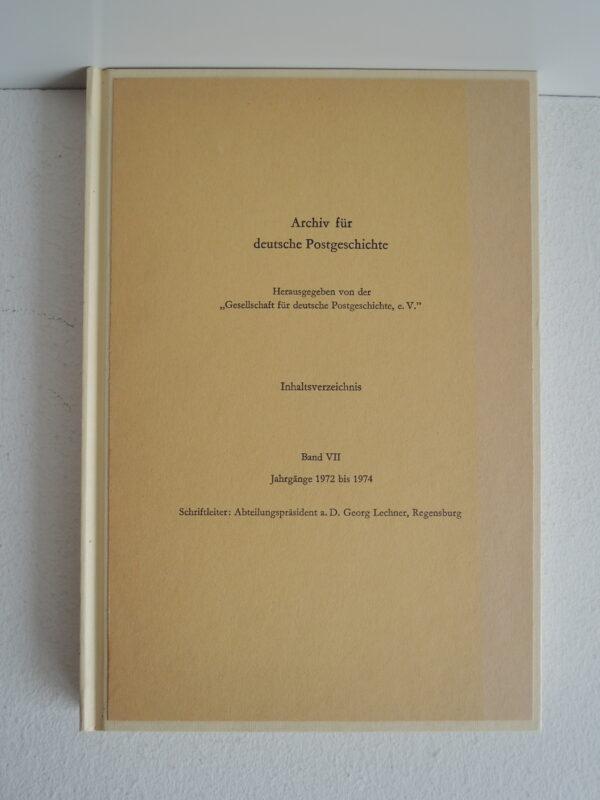 Archiv für
deutsche Postgeschichte
Herausgegeben von der
„Gesellschaft für deutsche Postgeschichte, e. V.”
Inhaltsverzeichnis
Band VII
Jahrgänge 1972 bis 1974
Schriftleiter: Abteilungspräsident a. D. Georg Lechner, Regensburg